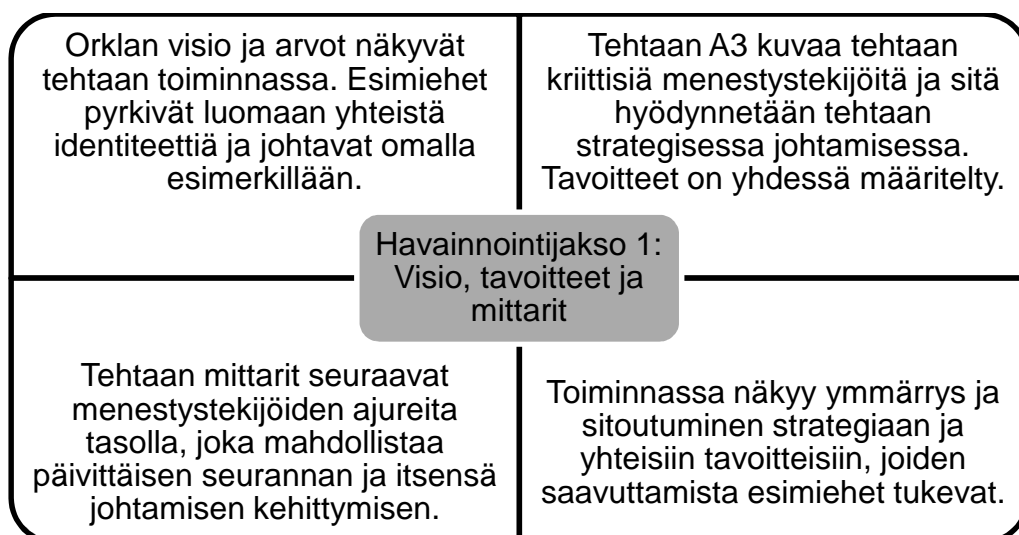 Orklan visio ja arvot näkyvät
tehtaan toiminnassa. Esimiehet
pyrkivät luomaan yhteistä
identiteettiä ja johtavat omalla
esimerkillään.
Tehtaan A3 kuvaa tehtaan
kriittisiä menestystekijöitä ja sitä
hyödynnetään tehtaan
strategisessa johtamisessa.
Tavoitteet on yhdessä määritelty.
Havainnointijakso 1:
Visio, tavoitteet ja
mittarit
Tehtaan mittarit seuraavat
menestystekijöiden ajureita
tasolla, joka mahdollistaa
päivittäisen seurannan ja itsensä
johtamisen kehittymisen.
Toiminnassa näkyy ymmärrys ja
sitoutuminen strategiaan ja
yhteisiin tavoitteisiin, joiden
saavuttamista esimiehet tukevat.